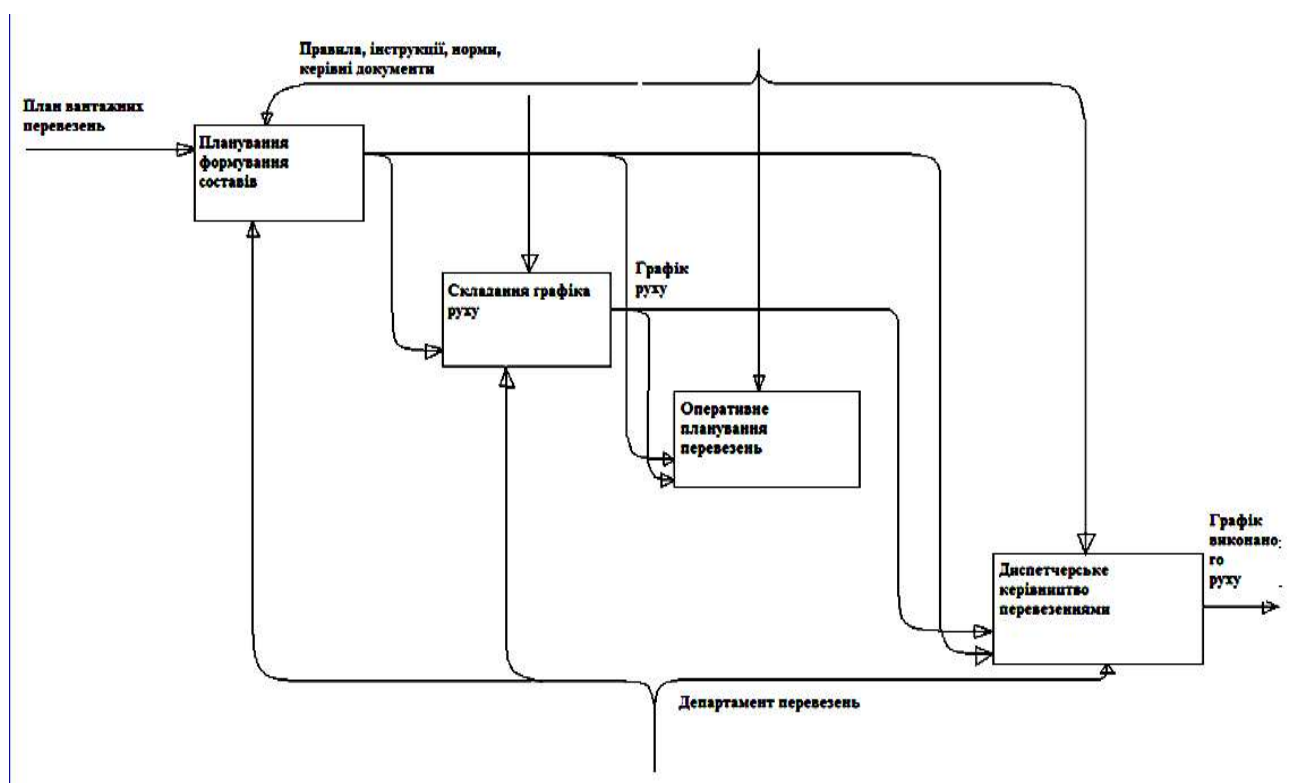 Правила, інструкції, норми,
керівні документи
План вантажних
перевезень
Планування
формування
составів
Графік
руху
Складання графіка
руху
Оперативне
планування
перевезень
Графік
виконано
го
руху
Диспетчерське
керівництво
перевезеннями
Департамент перевезень